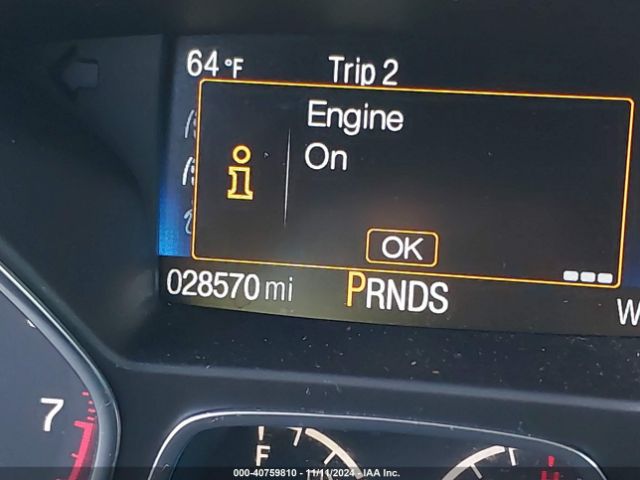 64°F Trip 2
Engine
On
i
OK
028570 mi PRNDS W
7
F
000-40759810 - 11/11/2024 - IAA Inc.